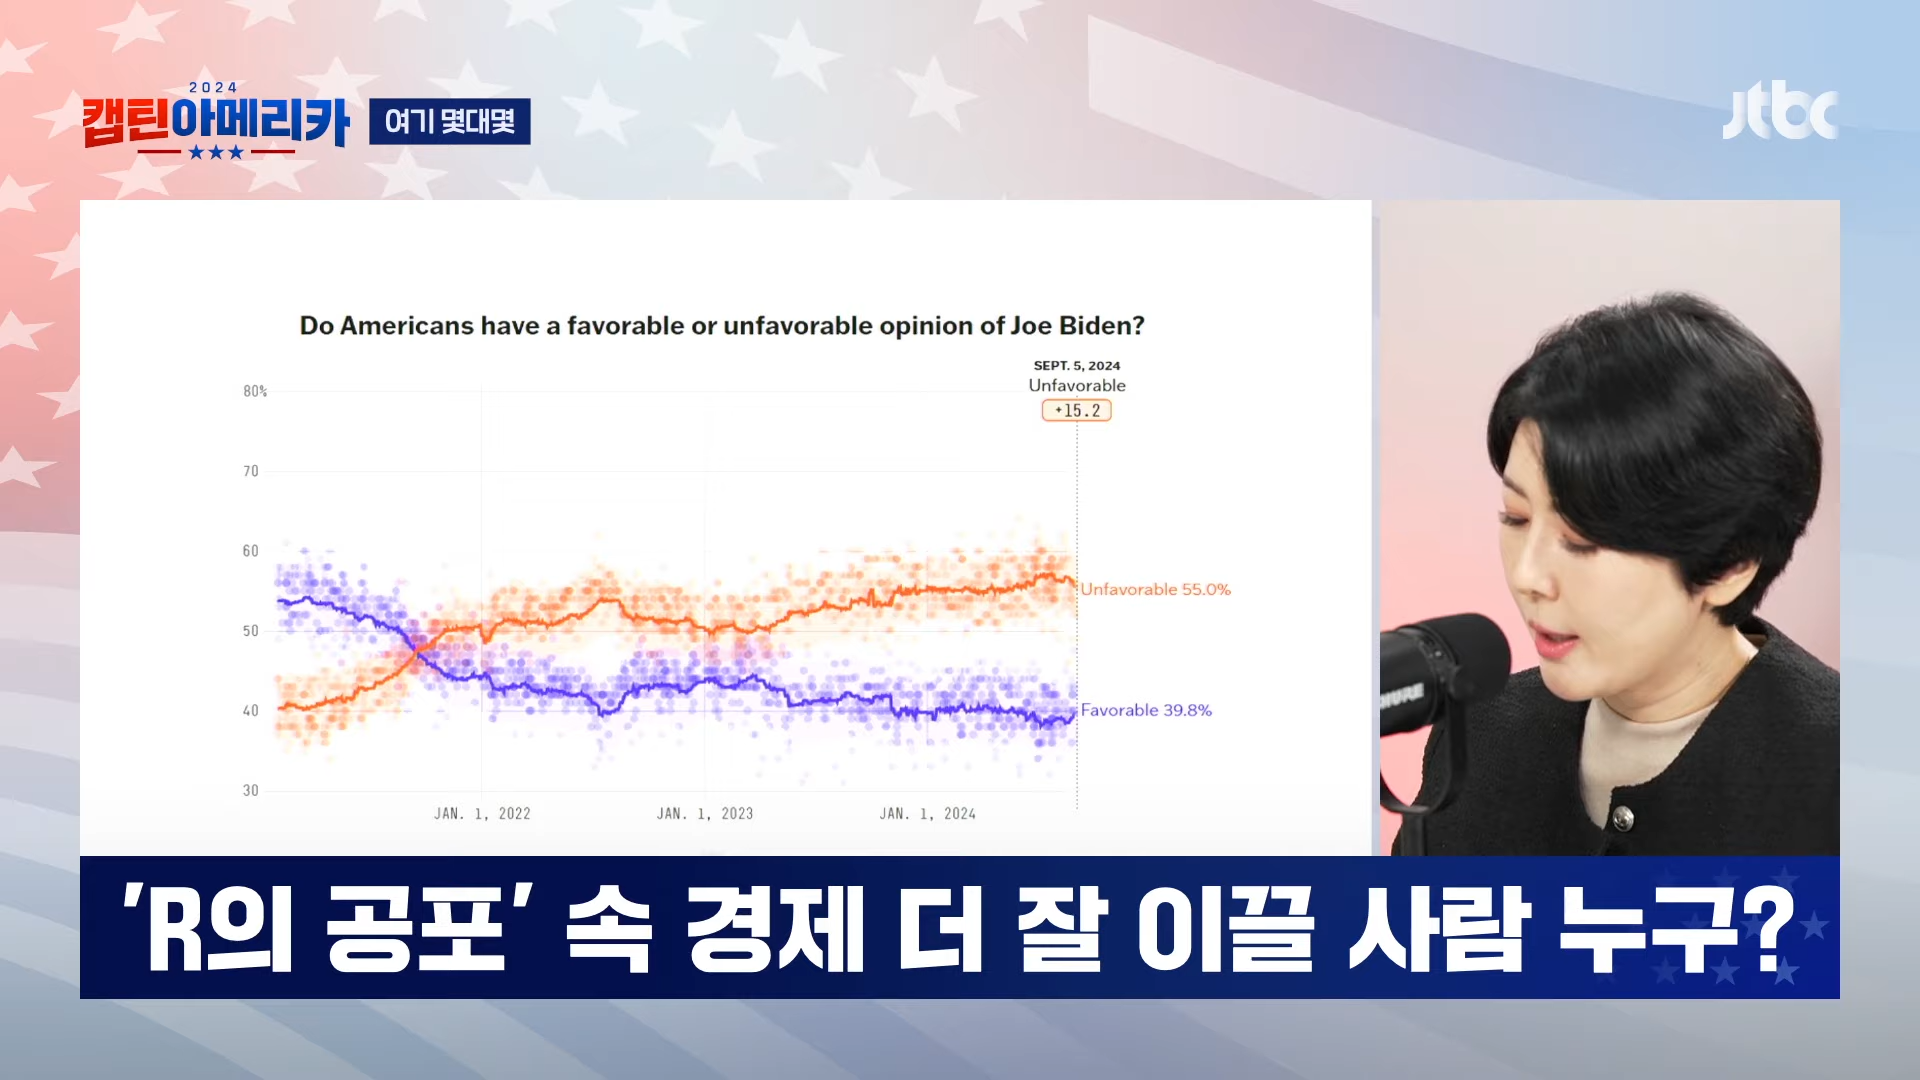 2024
캡틴아메리카
여기 몇대몇
jtbc
Do Americans have a favorable or unfavorable opinion of Joe Biden?
SEPT. 5, 2024
Unfavorable
+15.2
80%
70
60
50
40
30
Unfavorable 55.0%
Favorable 39.8%
JAN. 1, 2022
JAN. 1, 2023
JAN. 1, 2024
SHURE
'R의 공포' 속 경제 더 잘 이끌 사람 누구?